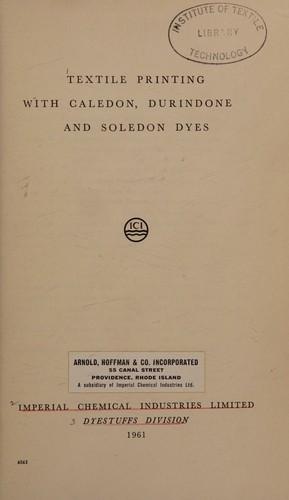 INSTITUTE OF TEXTILE
LIBRARY
TECHNOLOGY
TEXTILE PRINTING
WITH CALEDON, DURINDONE
AND SOLEDON DYES
ICI
ARNOLD, HOFFMAN & CO. INCORPORATED
55 CANAL STREET
PROVIDENCE, RHODE ISLAND
A subsidiary of Imperial Chemical Industries Ltd.
IMPERIAL CHEMICAL INDUSTRIES LIMITED
3 DYESTUFFS DIVISION
1961